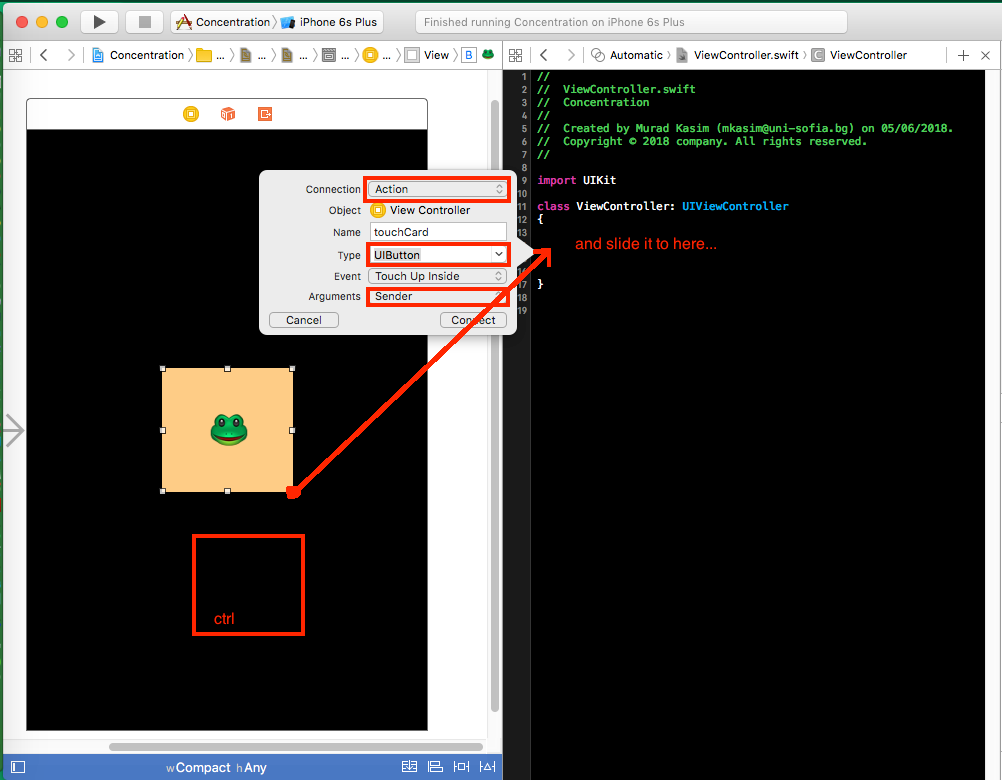 Concentration
iPhone 6s Plus
Finished running Concentration on iPhone 6s Plus
Concentration
...
...
...
...
...
View
B
Automatic
ViewController.swift
C
ViewController
1 //
2 //  ViewController.swift
3 //  Concentration
4 //
5 //  Created by Murad Kasim (mkasim@uni-sofia.bg) on 05/06/2018.
6 //  Copyright © 2018 company. All rights reserved.
7 //
8
9 import UIKit
10
11 class ViewController: UIViewController
12 {
13
and slide it to here...
17 }
18
19
Connection Action
Object View Controller
Name touchCard
Type UIButton
Event Touch Up Inside
Arguments Sender
Cancel
Connect
ctrl
wCompact hAny